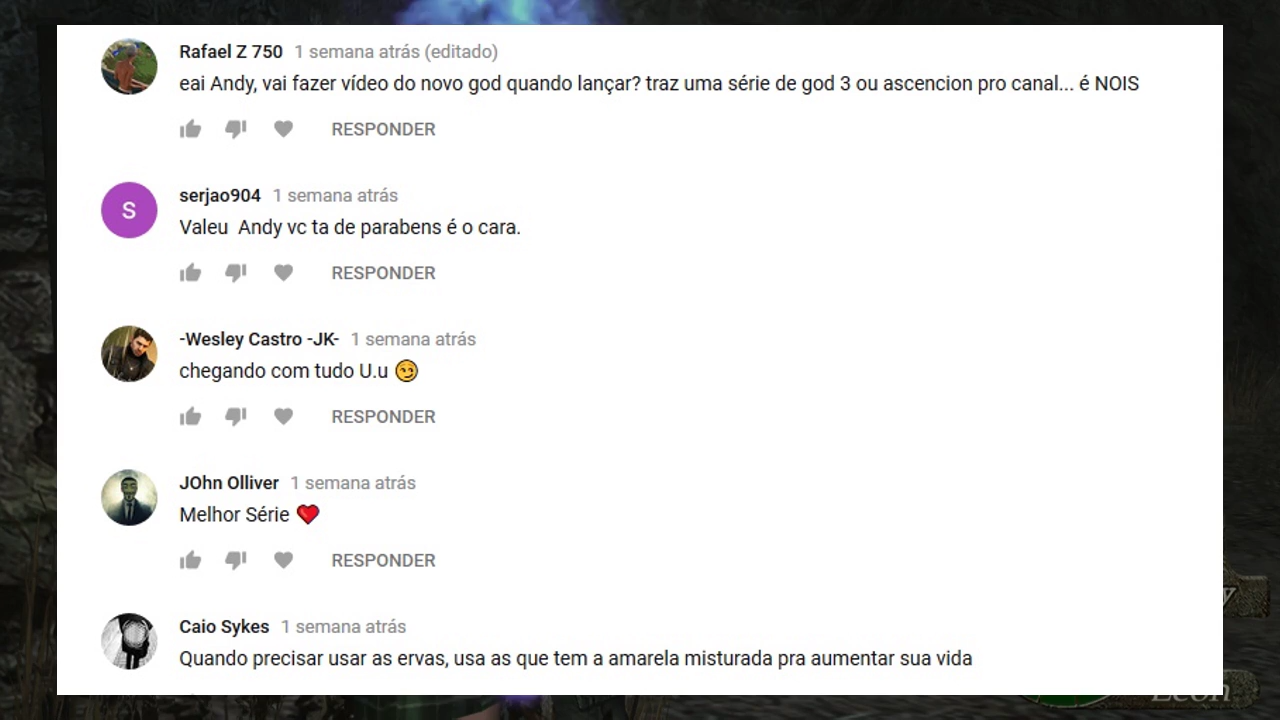 Rafael Z 750 1 semana atrás (editado)
eai Andy, vai fazer vídeo do novo god quando lançar? traz uma série de god 3 ou ascencion pro canal... é NOIS
RESPONDER
S
serjao904 1 semana atrás
Valeu  Andy vc ta de parabens é o cara.
RESPONDER
-Wesley Castro -JK- 1 semana atrás
chegando com tudo U.u 😏
RESPONDER
JOhn Olliver 1 semana atrás
Melhor Série ❤️
RESPONDER
Caio Sykes 1 semana atrás
Quando precisar usar as ervas, usa as que tem a amarela misturada pra aumentar sua vida
Leon